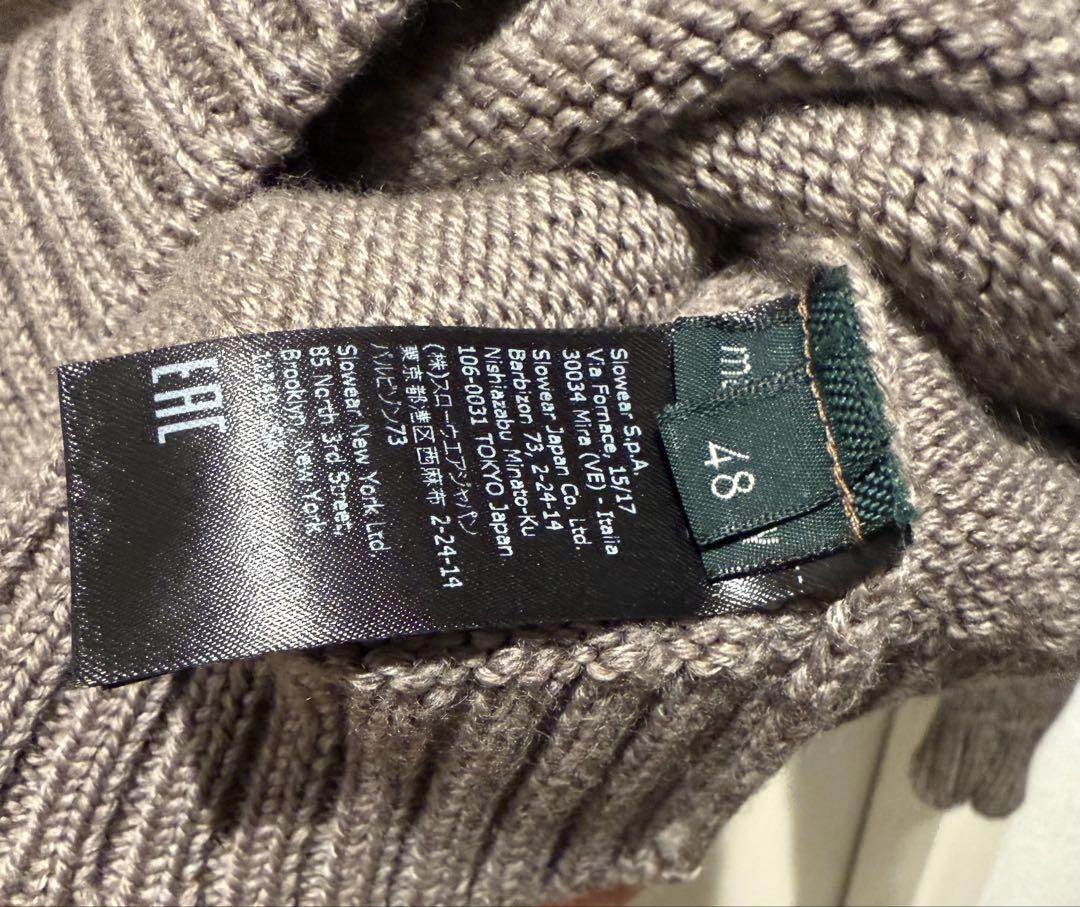 Slowear S.p.A.
Via Fornace, 15/17
30034 Mira (VE) - Italia
Slowear Japan Co. Ltd.
Barbizon 73, 2-24-14
Nishiazabu Minato-Ku
106-0031 TOKYO Japan
(株)スローウエアジャパン
東京都港区西麻布 2-24-14
バルビゾン73
Slowear New York Ltd
85 North 3rd Street
Brooklyn New York
EAC
48